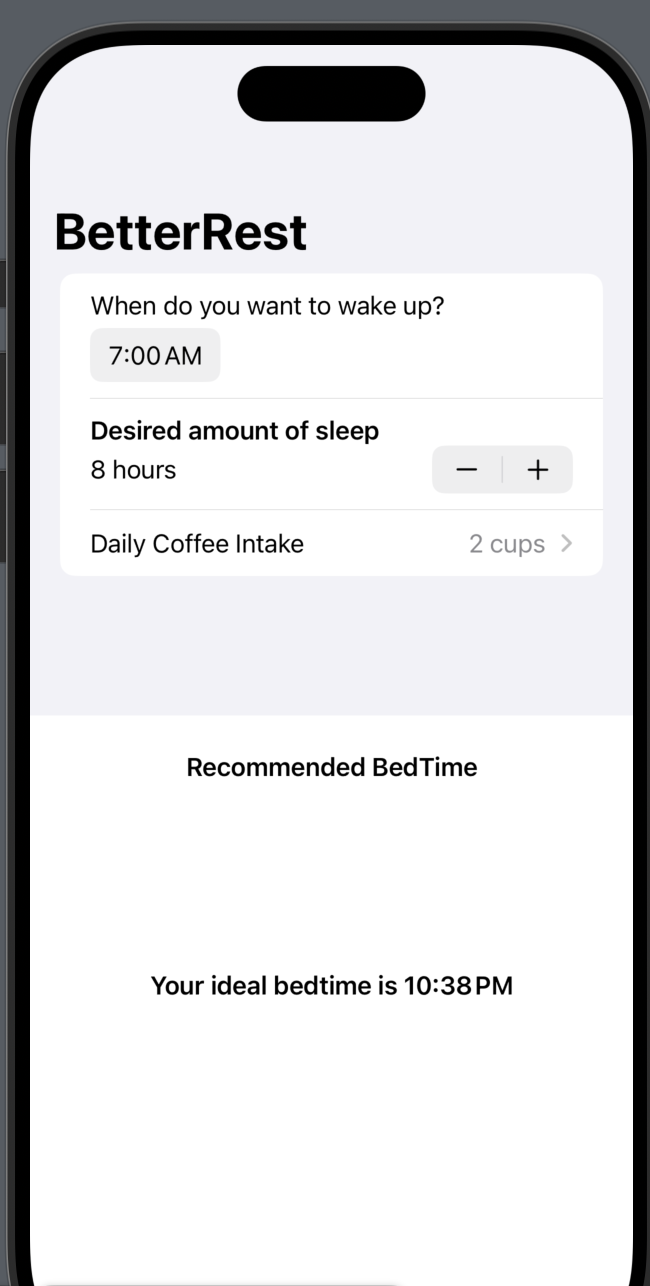 BetterRest
When do you want to wake up?
7:00 AM
Desired amount of sleep
8 hours
Daily Coffee Intake 2 cups
Recommended BedTime
Your ideal bedtime is 10:38 PM